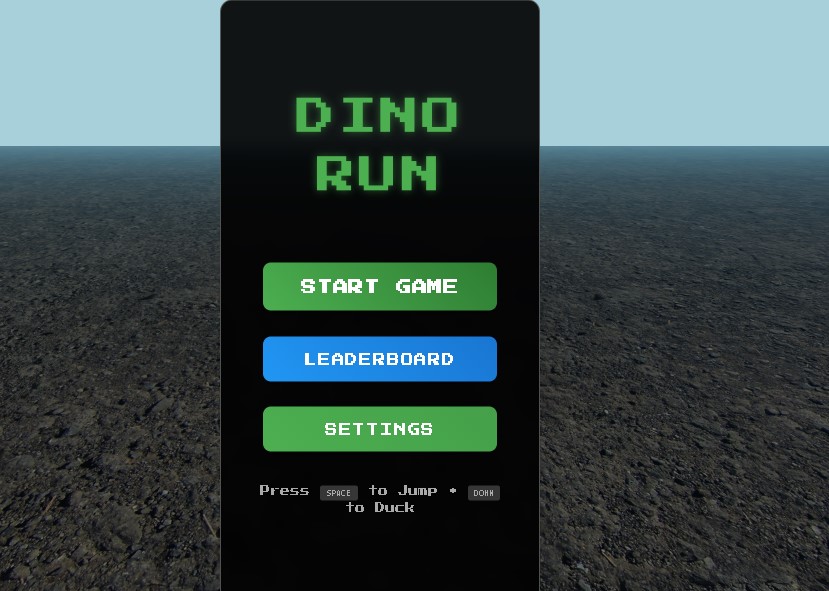 DINO
RUN
START GAME
LEADERBOARD
SETTINGS
Press SPACE to Jump • DOWN
to Duck